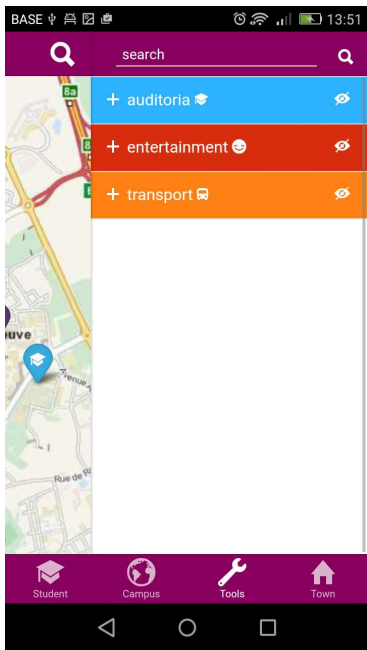 BASE 13:51
search
8a
+ auditoria
+ entertainment
+ transport
uve
Avenue
Rue de
Student Campus Tools Town